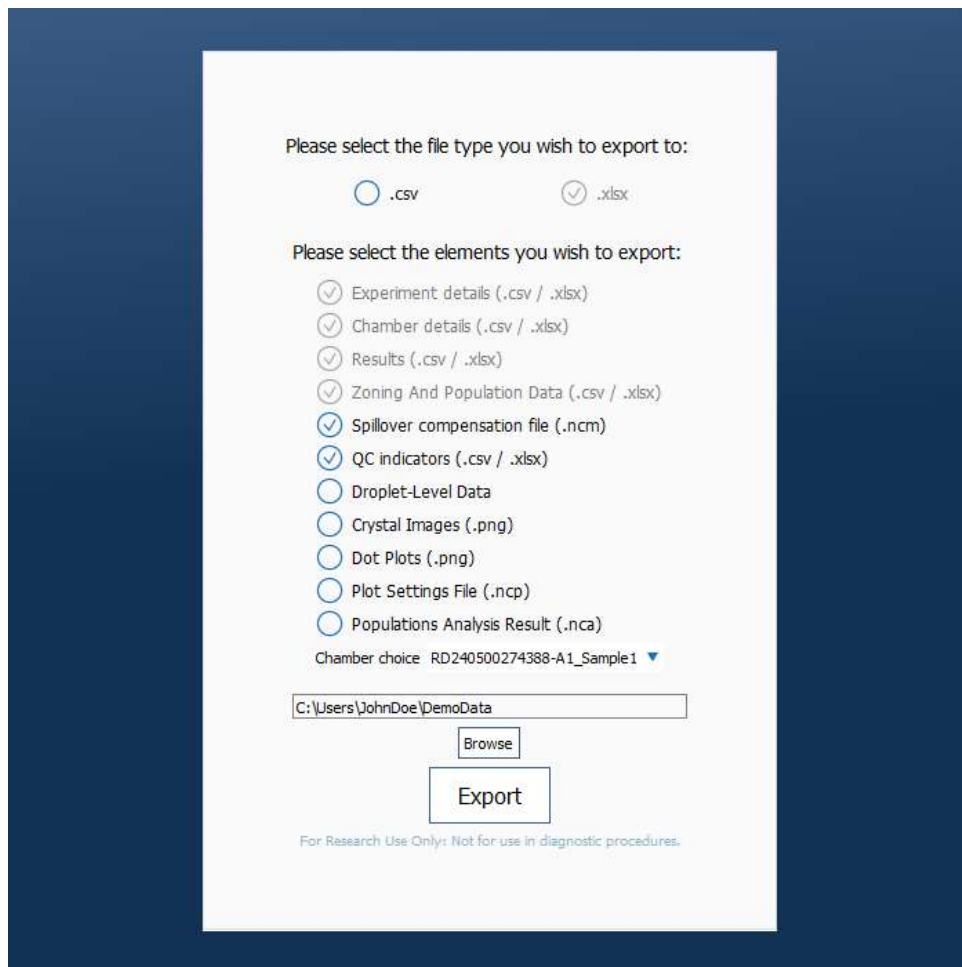 Please select the file type you wish to export to:
.csv .xlsx
Please select the elements you wish to export:
Experiment details (.csv / .xlsx)
Chamber details (.csv / .xlsx)
Results (.csv / .xlsx)
Zoning And Population Data (.csv / .xlsx)
Spillover compensation file (.ncm)
QC indicators (.csv / .xlsx)
Droplet-Level Data
Crystal Images (.png)
Dot Plots (.png)
Plot Settings File (.ncp)
Populations Analysis Result (.nca)
Chamber choice RD240500274388-A1_Sample1
C:\Users\JohnDoe\DemoData
Browse
Export
For Research Use Only: Not for use in diagnostic procedures.